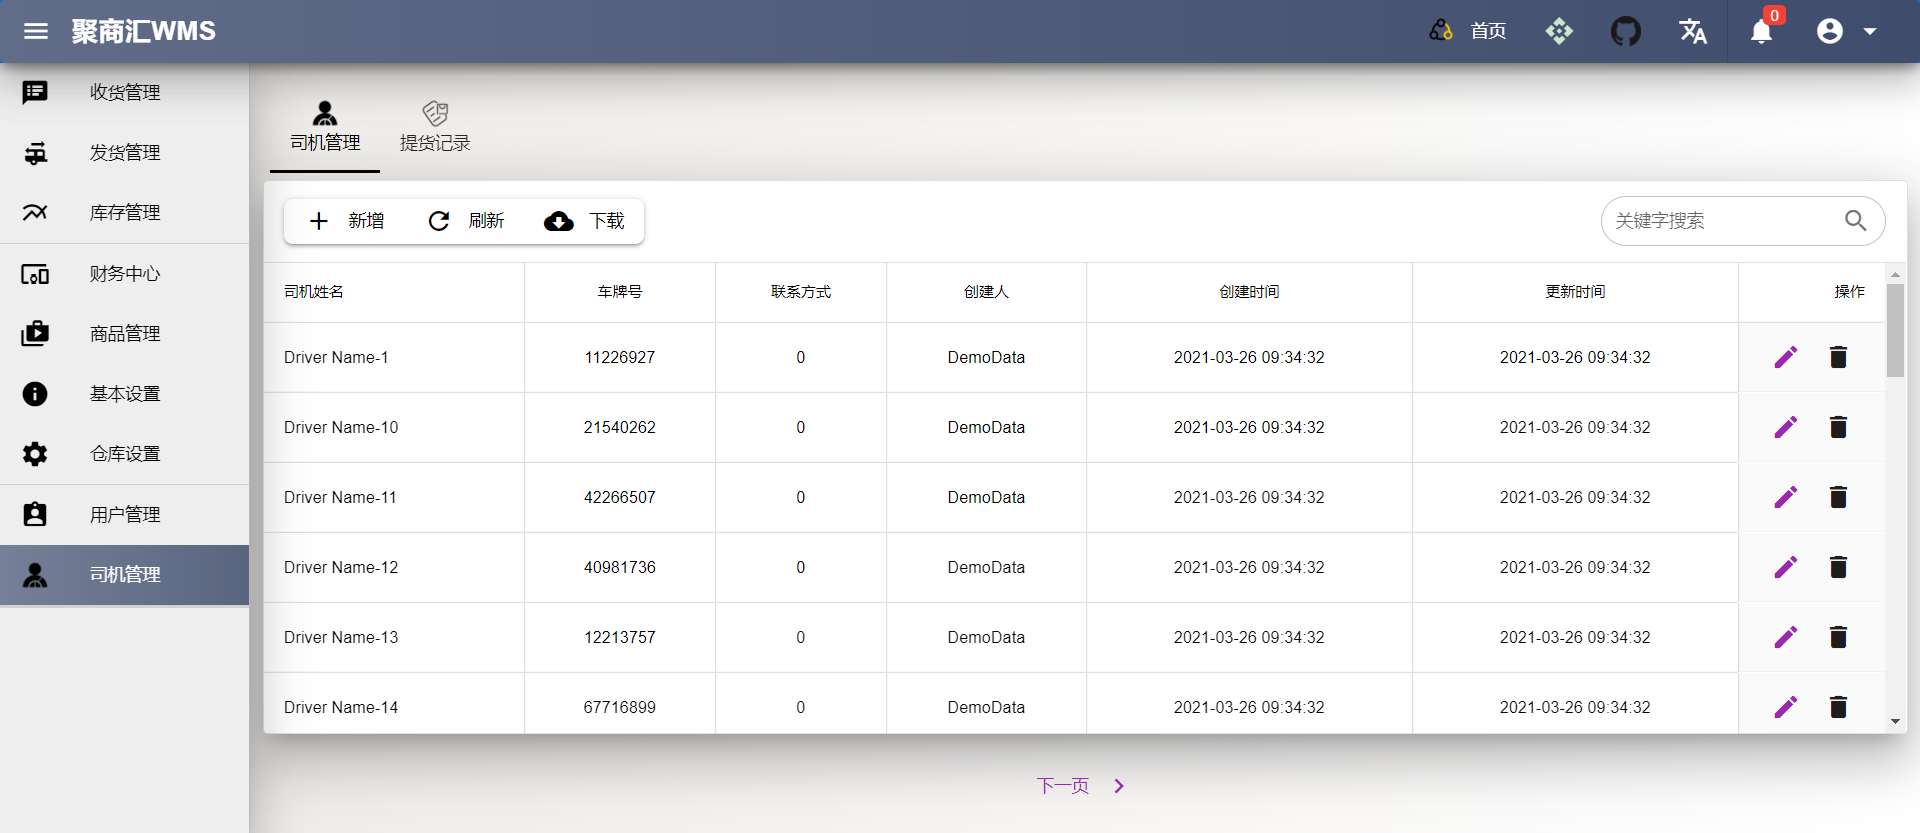 聚商汇WMS
首页
0
收货管理
发货管理
库存管理
财务中心
商品管理
基本设置
仓库设置
用户管理
司机管理
司机管理 提货记录
新增 刷新 下载
关键字搜索
司机姓名 车牌号 联系方式 创建人 创建时间 更新时间 操作
Driver Name-1 11226927 0 DemoData 2021-03-26 09:34:32 2021-03-26 09:34:32
Driver Name-10 21540262 0 DemoData 2021-03-26 09:34:32 2021-03-26 09:34:32
Driver Name-11 42266507 0 DemoData 2021-03-26 09:34:32 2021-03-26 09:34:32
Driver Name-12 40981736 0 DemoData 2021-03-26 09:34:32 2021-03-26 09:34:32
Driver Name-13 12213757 0 DemoData 2021-03-26 09:34:32 2021-03-26 09:34:32
Driver Name-14 67716899 0 DemoData 2021-03-26 09:34:32 2021-03-26 09:34:32
下一页